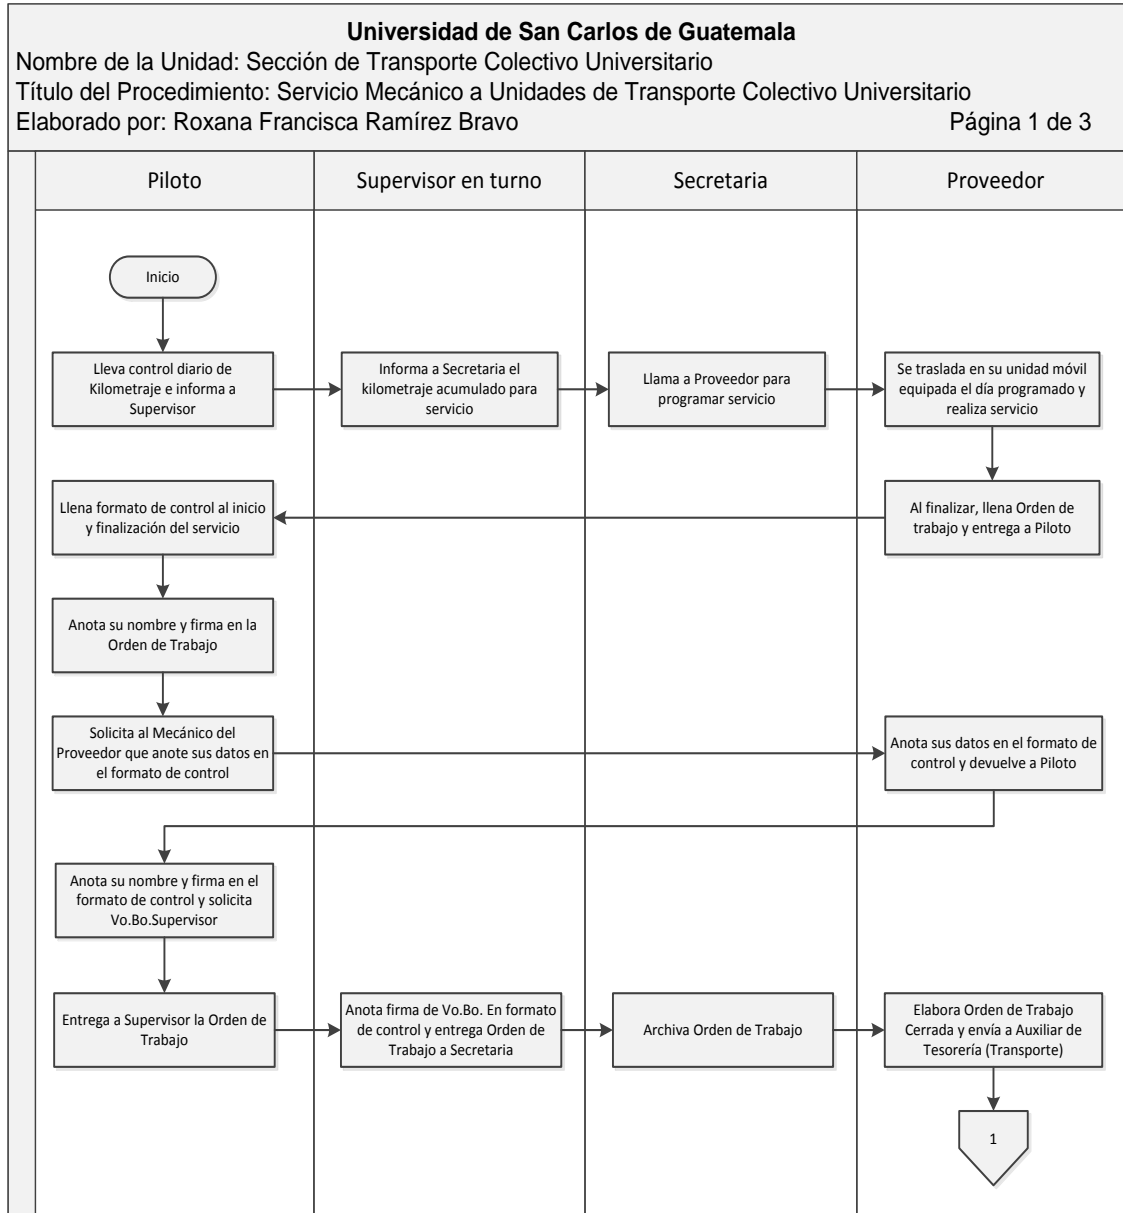 Universidad de San Carlos de Guatemala
Nombre de la Unidad: Sección de Transporte Colectivo Universitario
Título del Procedimiento: Servicio Mecánico a Unidades de Transporte Colectivo Universitario
Elaborado por: Roxana Francisca Ramírez Bravo Página 1 de 3
Piloto
Supervisor en turno
Secretaria
Proveedor
Inicio
Lleva control diario de
Kilometraje e informa a
Supervisor
Informa a Secretaria el
kilometraje acumulado para
servicio
Llama a Proveedor para
programar servicio
Se traslada en su unidad móvil
equipada el día programado y
realiza servicio
Al finalizar, llena Orden de
trabajo y entrega a Piloto
Llena formato de control al inicio
y finalización del servicio
Anota su nombre y firma en la
Orden de Trabajo
Solicita al Mecánico del
Proveedor que anote sus datos en
el formato de control
Anota sus datos en el formato de
control y devuelve a Piloto
Anota su nombre y firma en el
formato de control y solicita
Vo.Bo.Supervisor
Entrega a Supervisor la Orden de
Trabajo
Anota firma de Vo.Bo. En formato
de control y entrega Orden de
Trabajo a Secretaria
Archiva Orden de Trabajo
Elabora Orden de Trabajo
Cerrada y envía a Auxiliar de
Tesorería (Transporte)
1